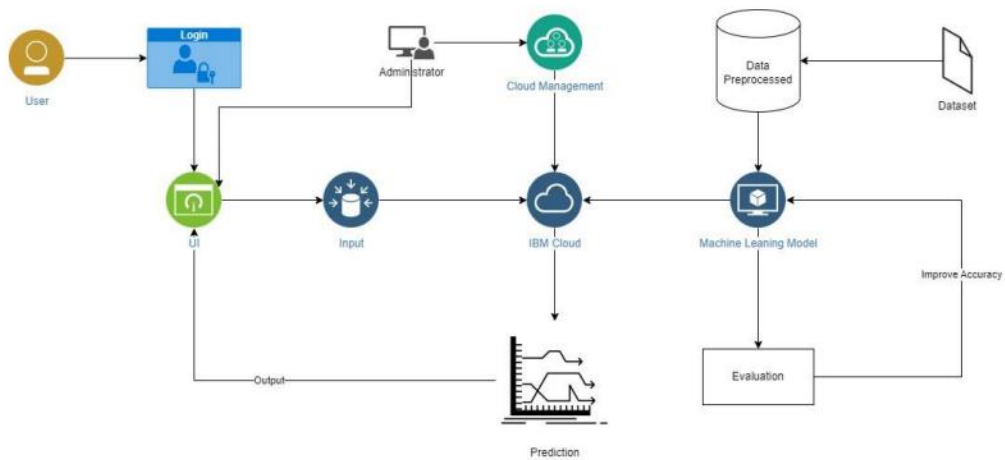 Login
User
Administrator
Cloud Management
Data
Preprocessed
Dataset
UI
Input
IBM Cloud
Machine Leaning Model
Improve Accuracy
Output
Evaluation
Prediction